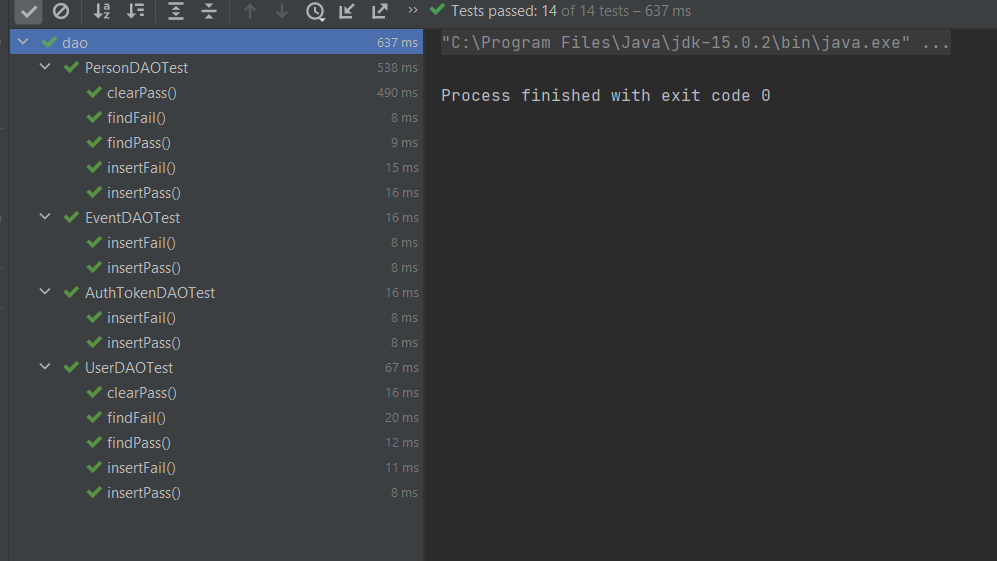 Tests passed: 14 of 14 tests – 637 ms
dao 637 ms
PersonDAOTest 538 ms
clearPass() 490 ms
findFail() 8 ms
findPass() 9 ms
insertFail() 15 ms
insertPass() 16 ms
EventDAOTest 16 ms
insertFail() 8 ms
insertPass() 8 ms
AuthTokenDAOTest 16 ms
insertFail() 8 ms
insertPass() 8 ms
UserDAOTest 67 ms
clearPass() 16 ms
findFail() 20 ms
findPass() 12 ms
insertFail() 11 ms
insertPass() 8 ms
"C:\Program Files\Java\jdk-15.0.2\bin\java.exe" ...
Process finished with exit code 0